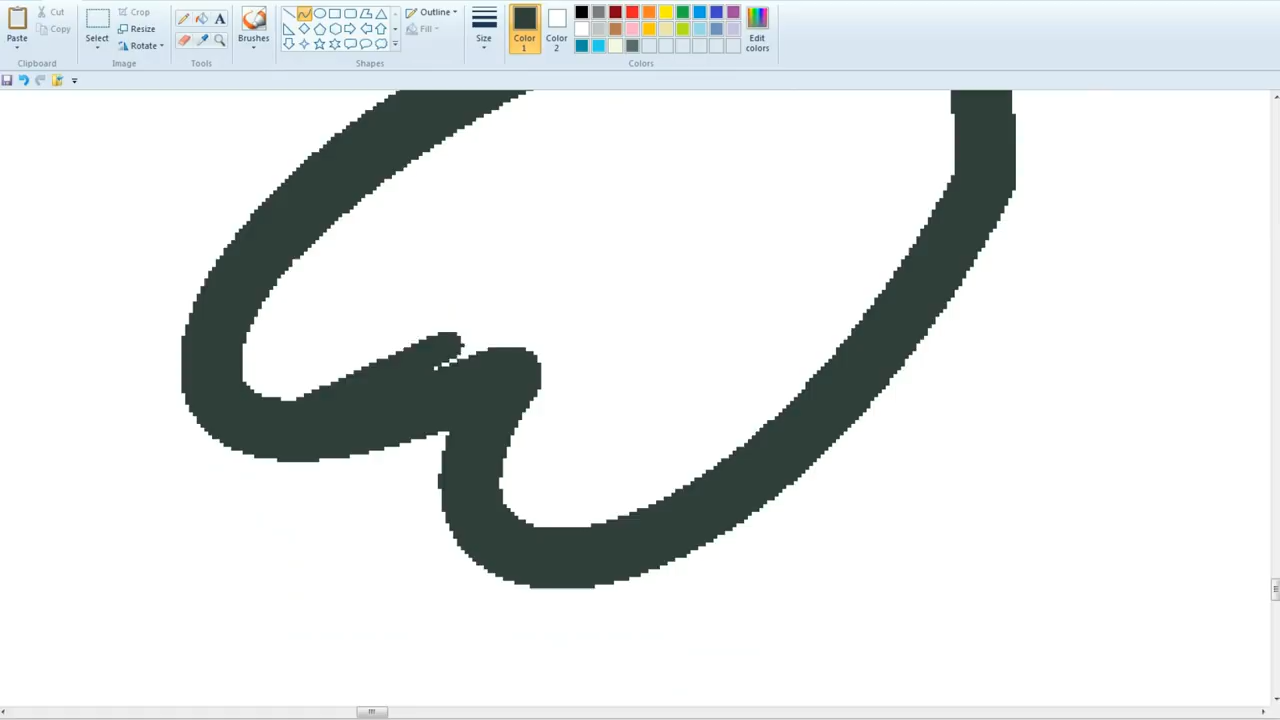 Paste
Cut
Copy
Clipboard
Select
Crop
Resize
Rotate
Image
A
Tools
Brushes
Outline
Fill
Shapes
Size
Color
1
Color
2
Edit
colors
Colors